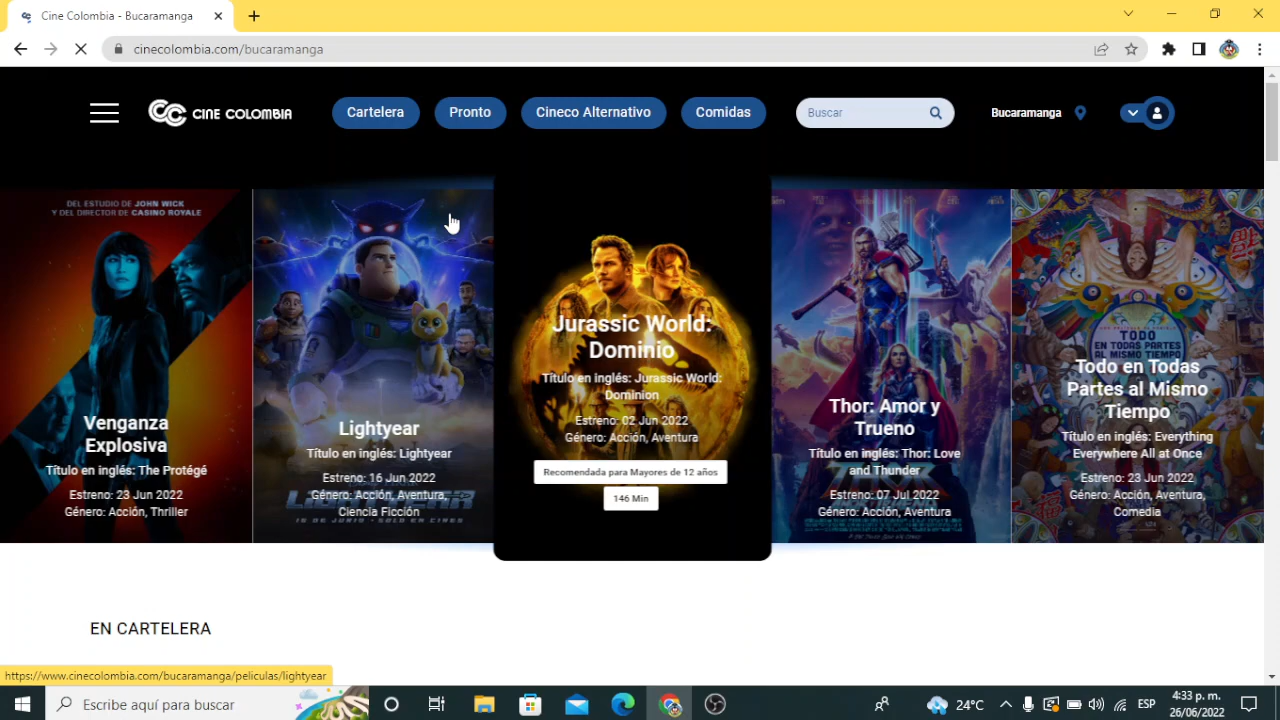 Cine Colombia - Bucaramanga
cinecolombia.com/bucaramanga
CINE COLOMBIA
Cartelera
Pronto
Cineco Alternativo
Comidas
Buscar
Bucaramanga
DEL ESTUDIO DE JOHN WICK
Y DEL DIRECTOR DE CASINO ROYALE
Venganza
Explosiva
Título en inglés: The Protégé
Estreno: 23 Jun 2022
Género: Acción, Thriller
Lightyear
Título en inglés: Lightyear
Estreno: 16 Jun 2022
Género: Acción, Aventura,
Ciencia Ficción
LIGHTYEAR
16 DE JUNIO - SOLO EN CINES
Jurassic World:
Dominio
Título en inglés: Jurassic World:
Dominion
Estreno: 02 Jun 2022
Género: Acción, Aventura
Recomendada para Mayores de 12 años
146 Min
Thor: Amor y
Trueno
Título en inglés: Thor: Love
and Thunder
Estreno: 07 Jul 2022
Género: Acción, Aventura
TODO
EN TODAS PARTES
AL MISMO
TIEMPO
Todo en Todas
Partes al Mismo
Tiempo
Título en inglés: Everything
Everywhere All at Once
Estreno: 23 Jun 2022
Género: Acción, Aventura,
Comedia
EN CARTELERA
https://www.cinecolombia.com/bucaramanga/peliculas/lightyear
Escribe aquí para buscar
24°C
ESP
4:33 p. m.
26/06/2022